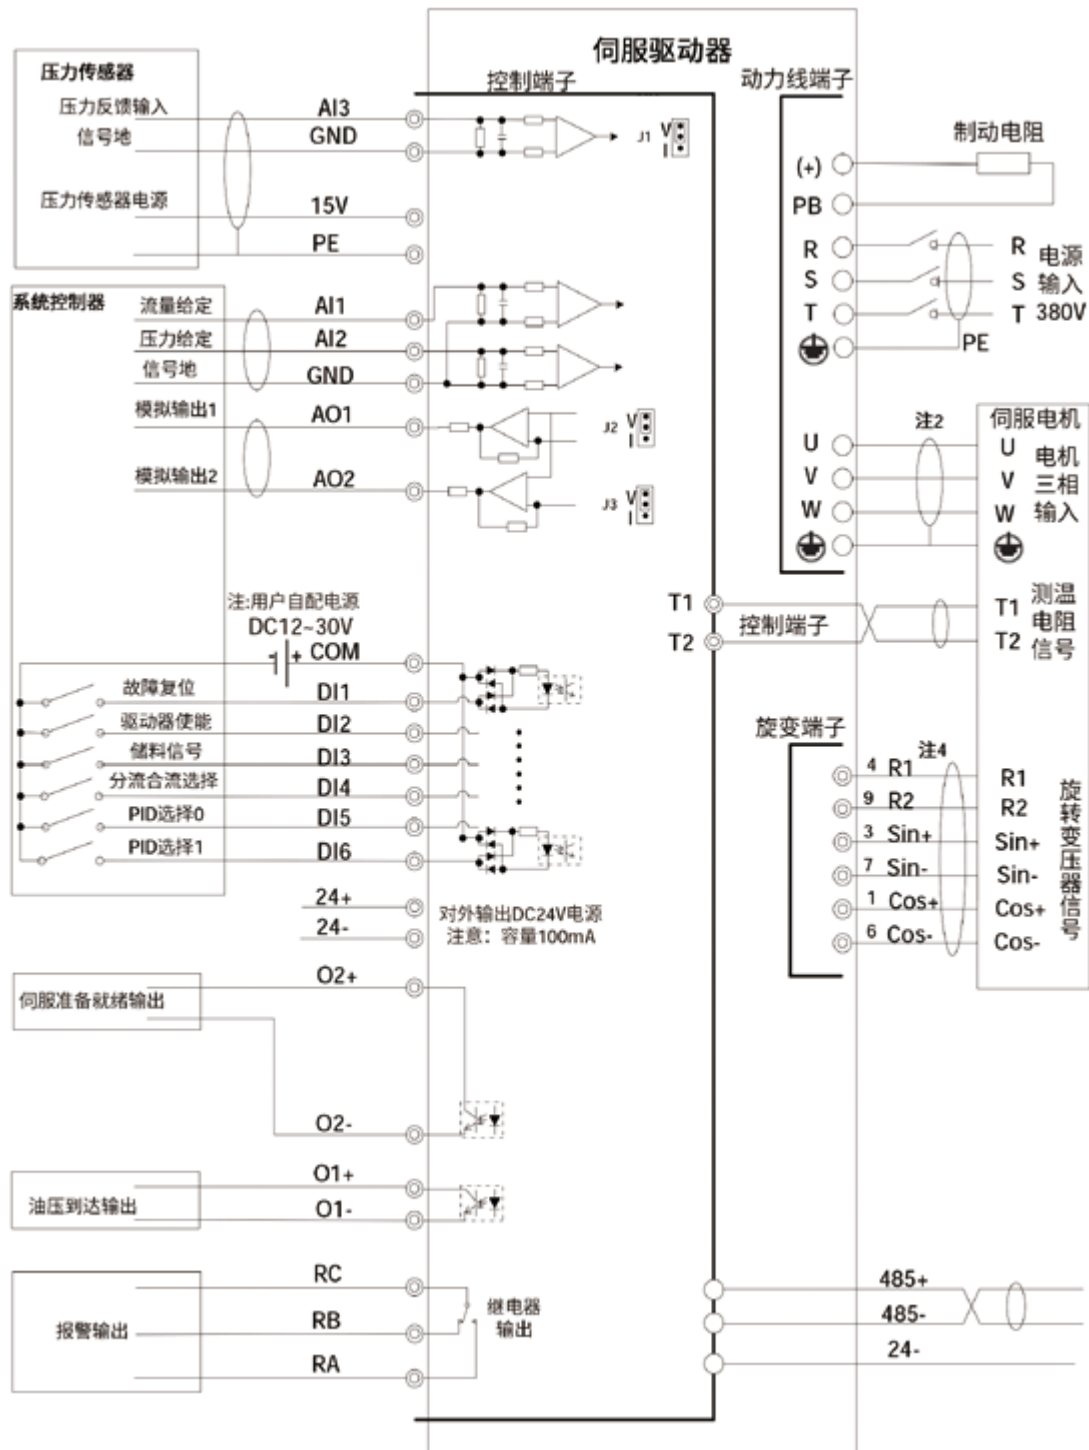 伺服驱动器
压力传感器
控制端子
动力线端子
压力反馈输入 AI3
信号地 GND
J1 V I
制动电阻
(+)
PB
压力传感器电源 15V
PE
R R 电源
S S 输入
T T 380V
PE
系统控制器
流量给定 AI1
压力给定 AI2
信号地 GND
模拟输出1 AO1
J2 V I
模拟输出2 AO2
J3 V I
注2
伺服电机
U U 电机
V V 三相
W W 输入
注:用户自配电源
DC12~30V
+ COM
T1 T1 测温
控制端子 电阻
T2 T2 信号
故障复位 DI1
驱动器使能 DI2
储料信号 DI3
分流合流选择 DI4
PID选择0 DI5
PID选择1 DI6
旋变端子
注4
4 R1 R1
9 R2 R2
3 Sin+ Sin+
7 Sin- Sin-
1 Cos+ Cos+
6 Cos- Cos-
旋转变压器信号
24+ 对外输出DC24V电源
24- 注意：容量100mA
O2+
伺服准备就绪输出
O2-
O1+
油压到达输出
O1-
RC
报警输出 RB
RA
继电器
输出
485+
485-
24-